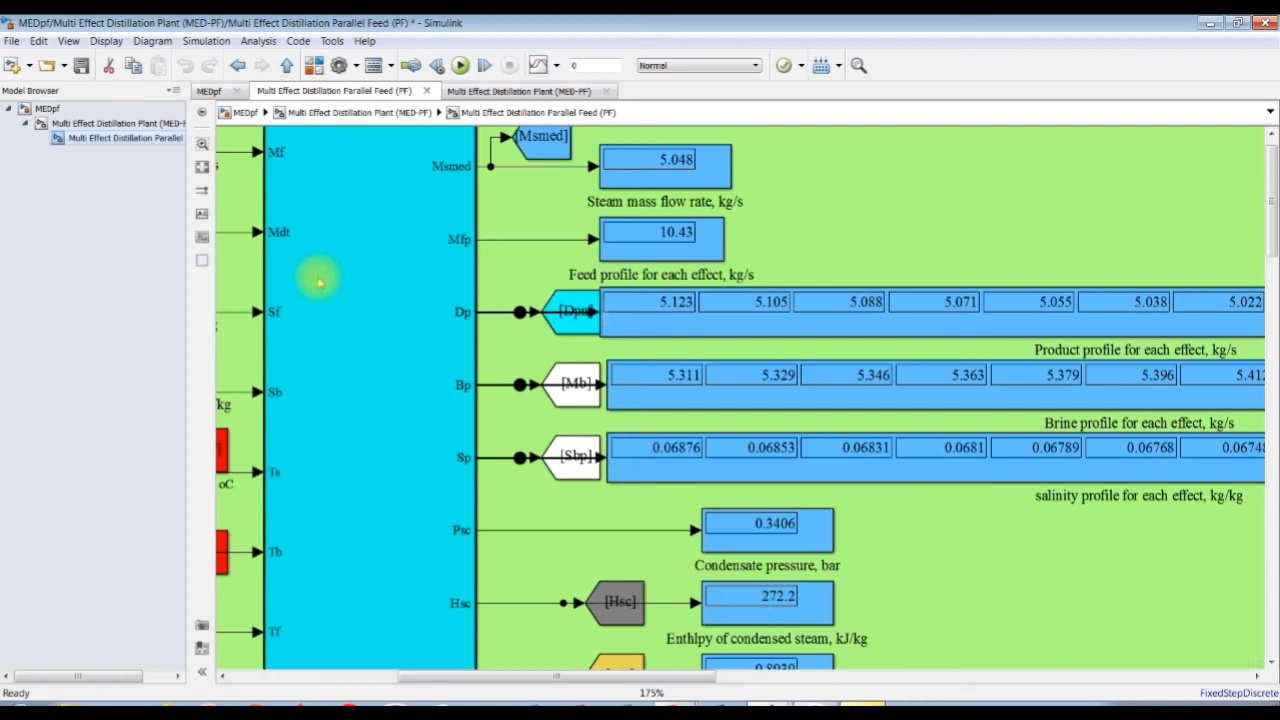 MEDpf/Multi Effect Distillation Plant (MED-PF)/Multi Effect Distillation Parallel Feed (PF) * - Simulink
File Edit View Display Diagram Simulation Analysis Code Tools Help
0 Normal
Model Browser
MEDpf
Multi Effect Distillation Plant (MED-F
Multi Effect Distillation Parallel
MEDpf Multi Effect Distillation Parallel Feed (PF) Multi Effect Distillation Plant (MED-PF)
MEDpf Multi Effect Distillation Plant (MED-PF) Multi Effect Distillation Parallel Feed (PF)
[Msmed]
Mf
Msmed 5.048
Steam mass flow rate, kg/s
Mdt
Mfp 10.43
Feed profile for each effect, kg/s
Sf
Dp 5.123 5.105 5.088 5.071 5.055 5.038 5.022
Product profile for each effect, kg/s
Sb
Bp [Mb] 5.311 5.329 5.346 5.363 5.379 5.396 5.412
/kg
Brine profile for each effect, kg/s
Sp [Sbp] 0.06876 0.06853 0.06831 0.0681 0.06789 0.06768 0.06748
Ts
oC
salinity profile for each effect, kg/kg
Psc 0.3406
Tb
Condensate pressure, bar
Hsc [Hsc] 272.2
Tf
Enthlpy of condensed steam, kJ/kg
0.8939
Ready 175% FixedStepDiscrete